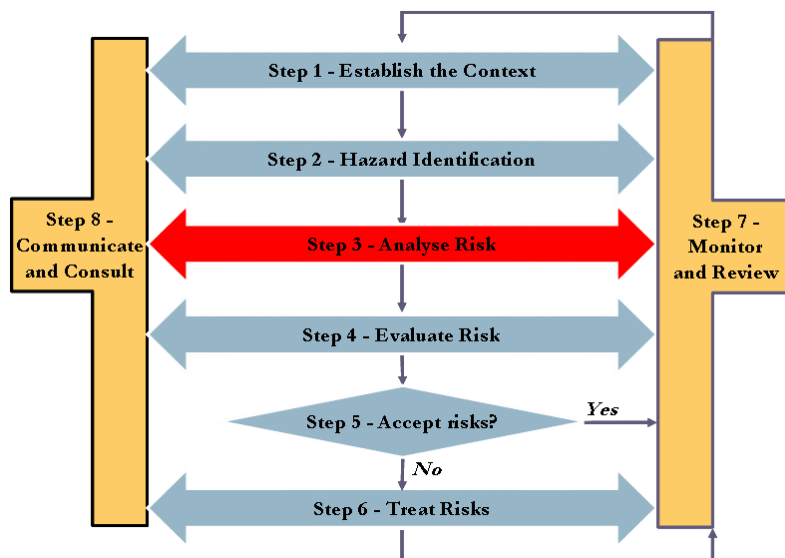 Step 1 - Establish the Context
Step 2 - Hazard Identification
Step 8 -
Communicate
and Consult
Step 3 - Analyse Risk
Step 7 -
Monitor
and Review
Step 4 - Evaluate Risk
Step 5 - Accept risks?
Yes
No
Step 6 - Treat Risks